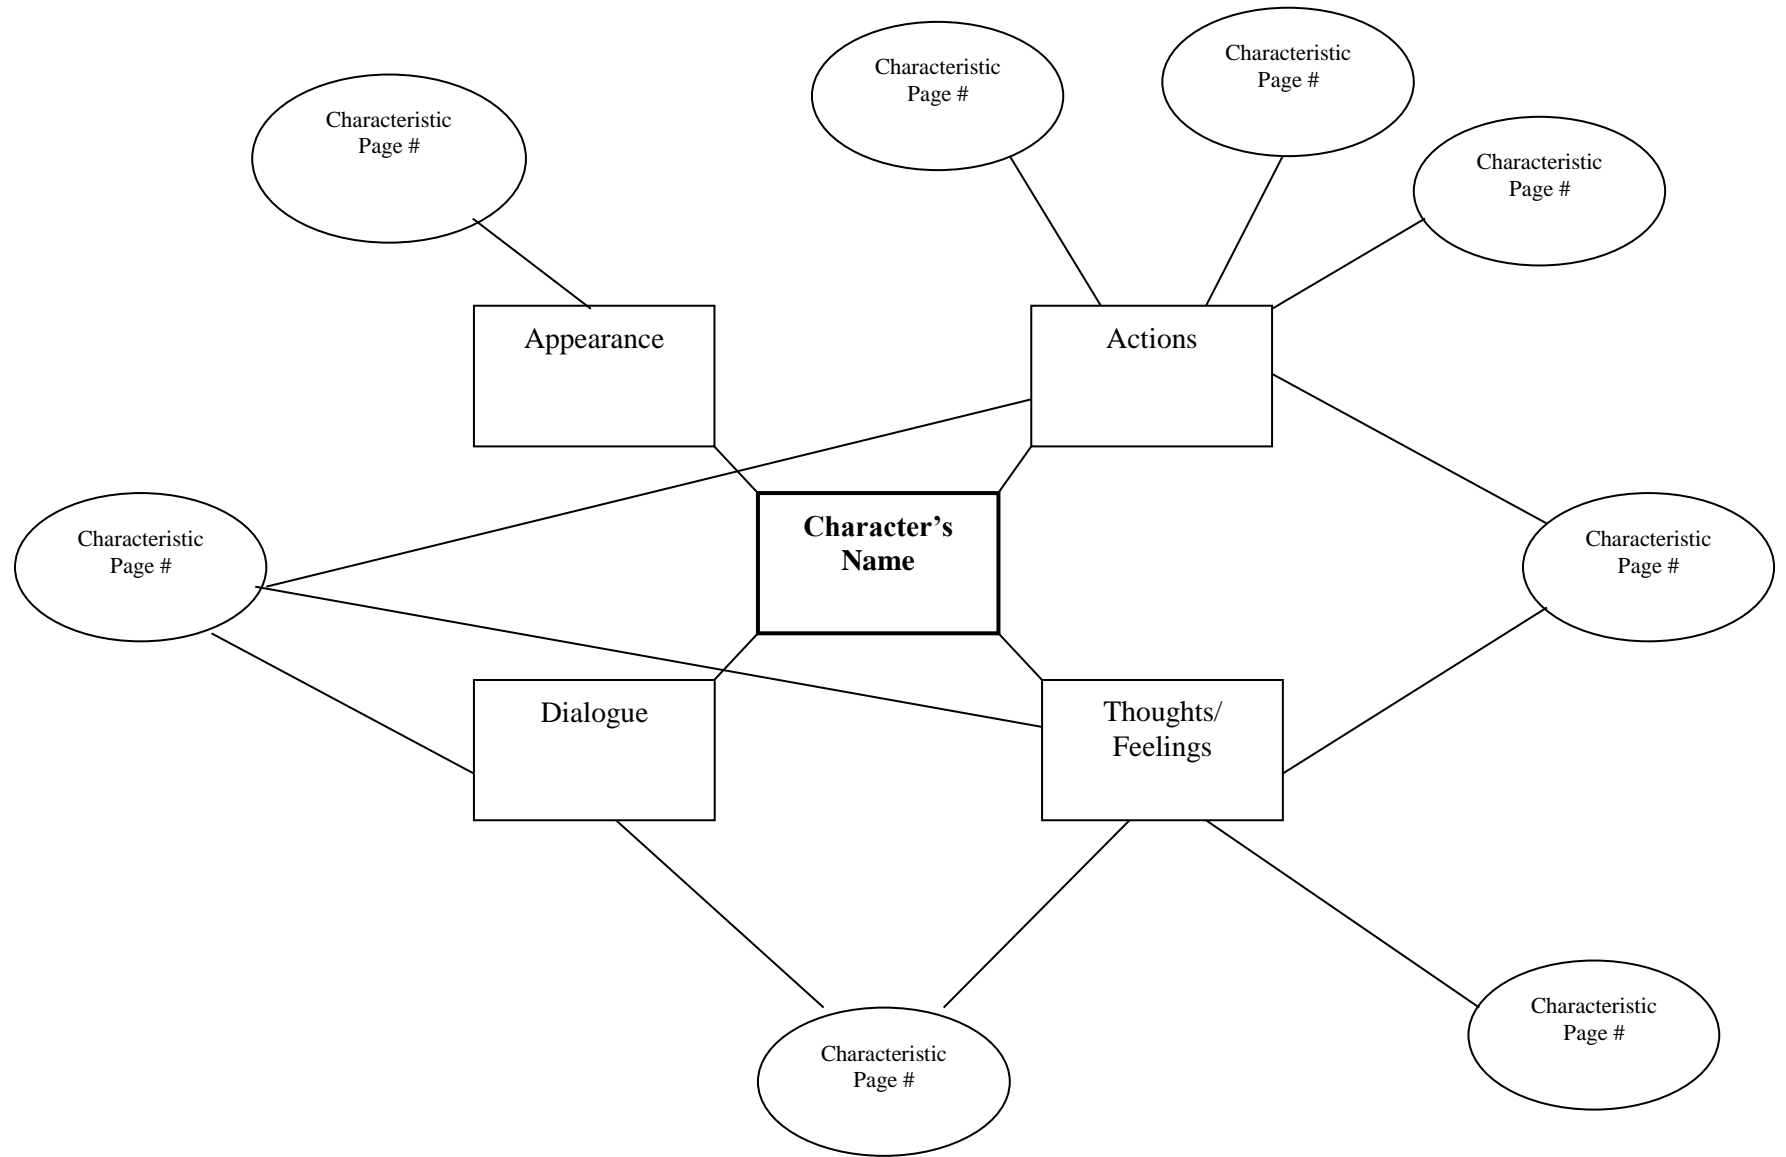 Characteristic
Page #
Characteristic
Page #
Characteristic
Page #
Characteristic
Page #
Appearance
Actions
Characteristic
Page #
Character’s
Name
Characteristic
Page #
Dialogue
Thoughts/
Feelings
Characteristic
Page #
Characteristic
Page #